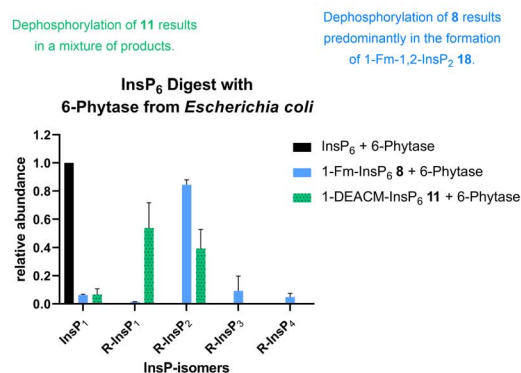 Dephosphorylation of 11 results
in a mixture of products.
Dephosphorylation of 8 results
predominantly in the formation
of 1-Fm-1,2-InsP₂ 18.
InsP₆ Digest with
6-Phytase from Escherichia coli
relative abundance
1.2
1.0
0.8
0.6
0.4
0.2
0.0
InsP₁
R-InsP₁
R-InsP₂
R-InsP₃
R-InsP₄
InsP-isomers
InsP₆ + 6-Phytase
1-Fm-InsP₆ 8 + 6-Phytase
1-DEACM-InsP₆ 11 + 6-Phytase